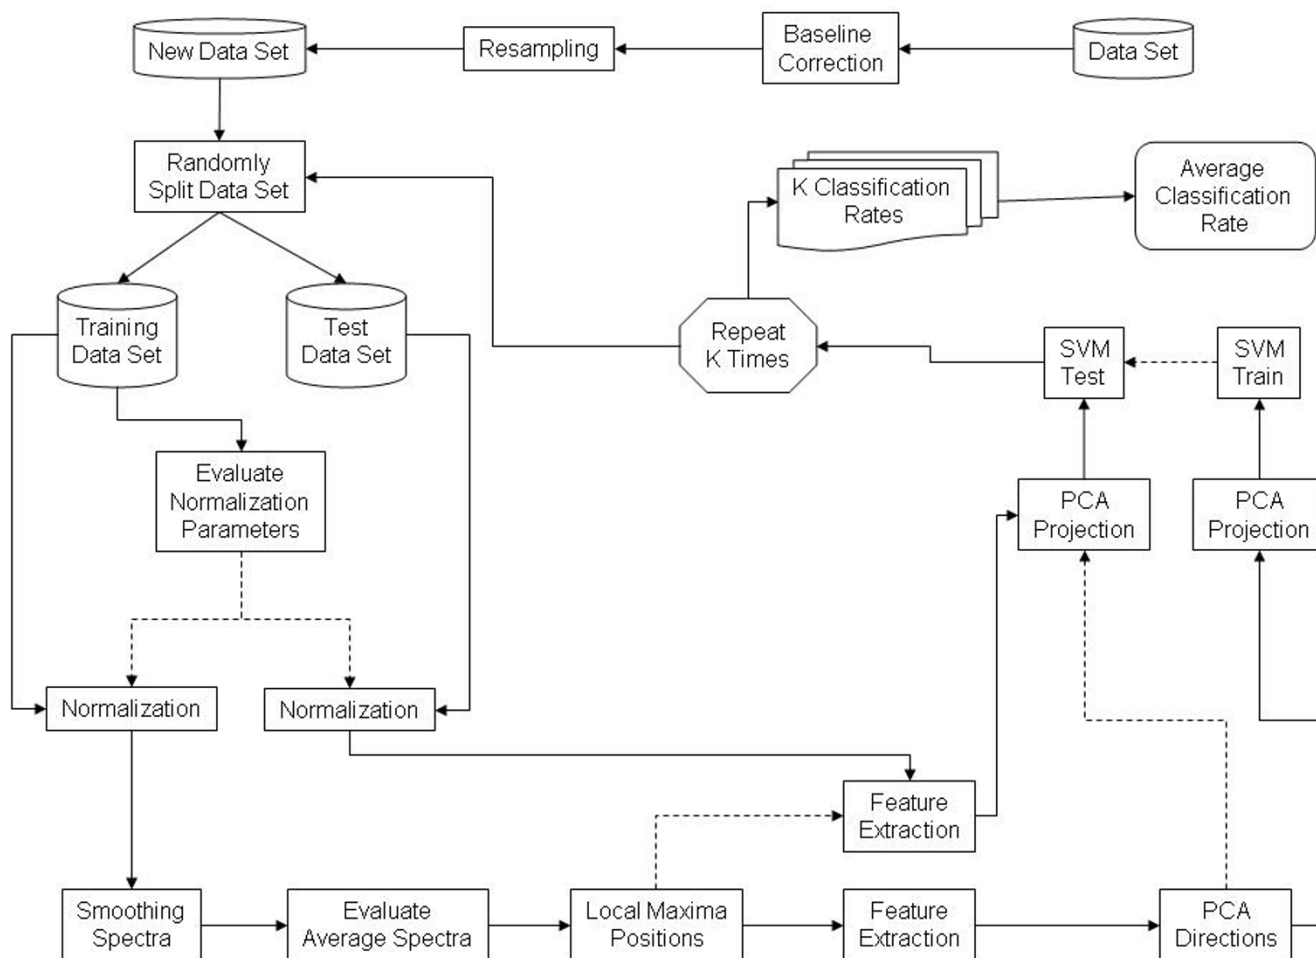 New Data Set
Resampling
Baseline
Correction
Data Set
Randomly
Split Data Set
K Classification
Rates
Average
Classification
Rate
Training
Data Set
Test
Data Set
Repeat
K Times
SVM
Test
SVM
Train
Evaluate
Normalization
Parameters
PCA
Projection
PCA
Projection
Normalization
Normalization
Feature
Extraction
Smoothing
Spectra
Evaluate
Average Spectra
Local Maxima
Positions
Feature
Extraction
PCA
Directions